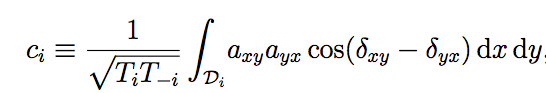 c_i ≡ \frac{1}{\sqrt{T_i T_{-i}}} \int_{\mathcal{D}_i} a_{xy} a_{yx} \cos(\delta_{xy} − \delta_{yx}) \, \mathrm{d}x \, \mathrm{d}y,